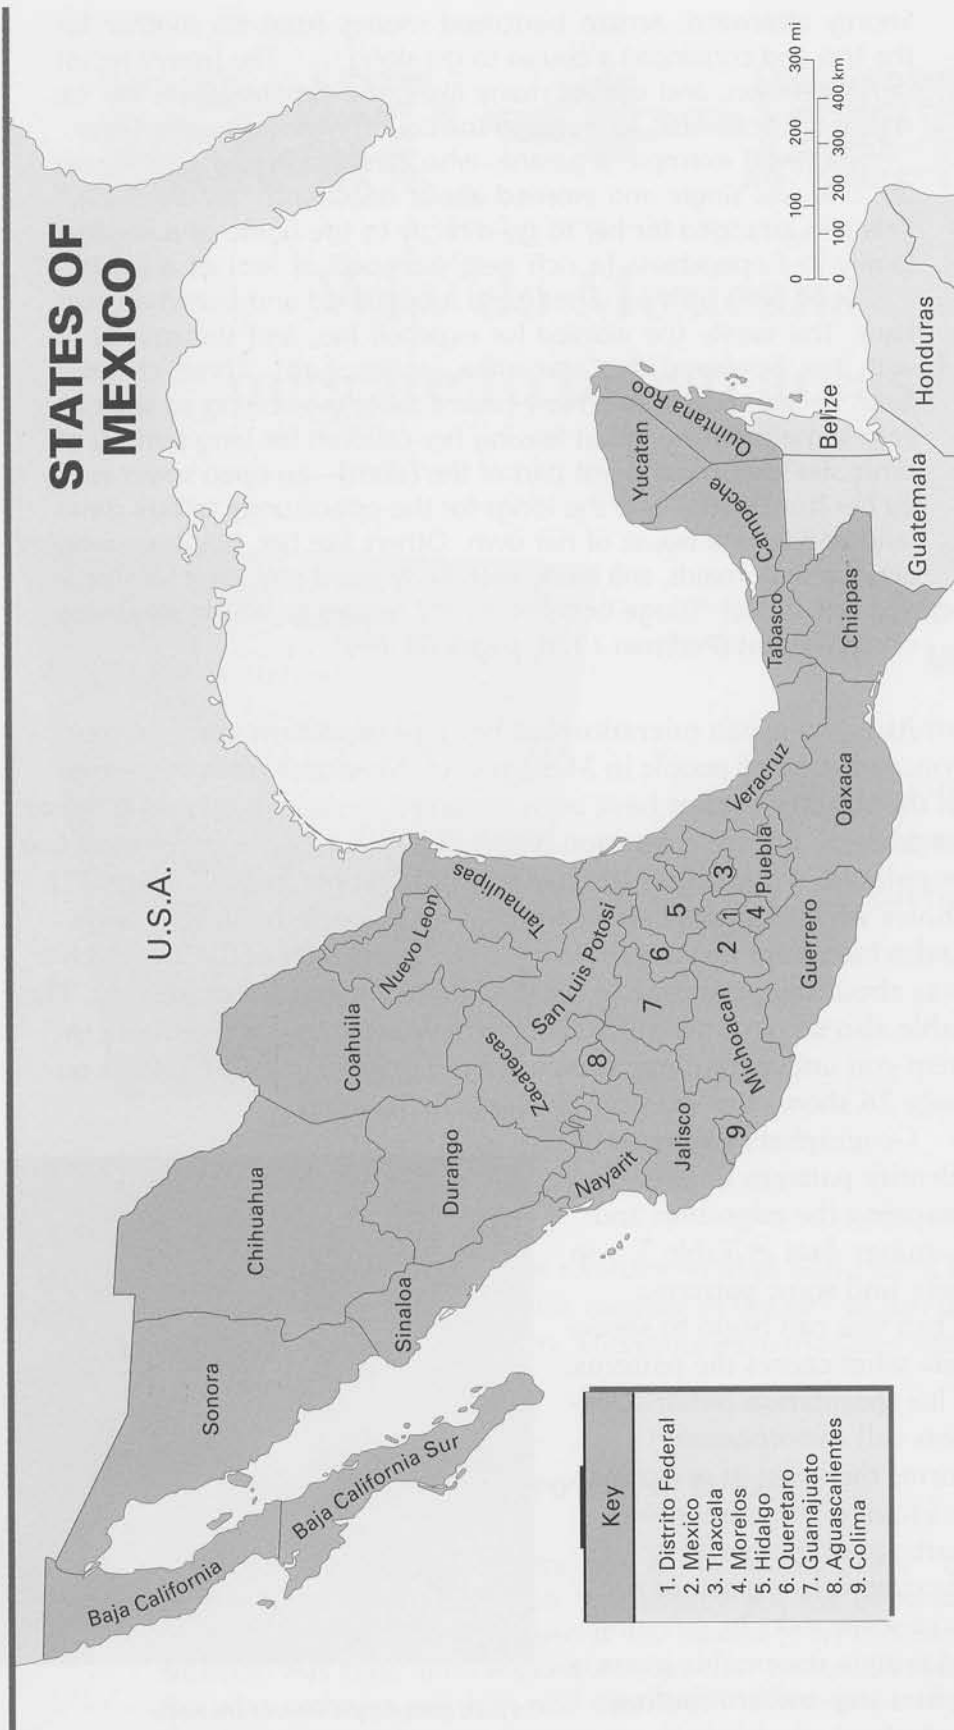 STATES OF
MEXICO
U.S.A.
Baja California
Baja California Sur
Sonora
Chihuahua
Coahuila
Nuevo Leon
Tamaulipas
Sinaloa
Durango
Zacatecas
San Luis Potosi
Nayarit
Jalisco
8
7
6
5
9
Michoacan
2
1
3
4
Puebla
Veracruz
Guerrero
Oaxaca
Tabasco
Chiapas
Campeche
Yucatan
Quintana Roo
Belize
Guatemala
Honduras
0 100 200 300 mi
0 100 200 300 400 km
Key
1. Distrito Federal
2. Mexico
3. Tlaxcala
4. Morelos
5. Hidalgo
6. Queretaro
7. Guanajuato
8. Aguascalientes
9. Colima